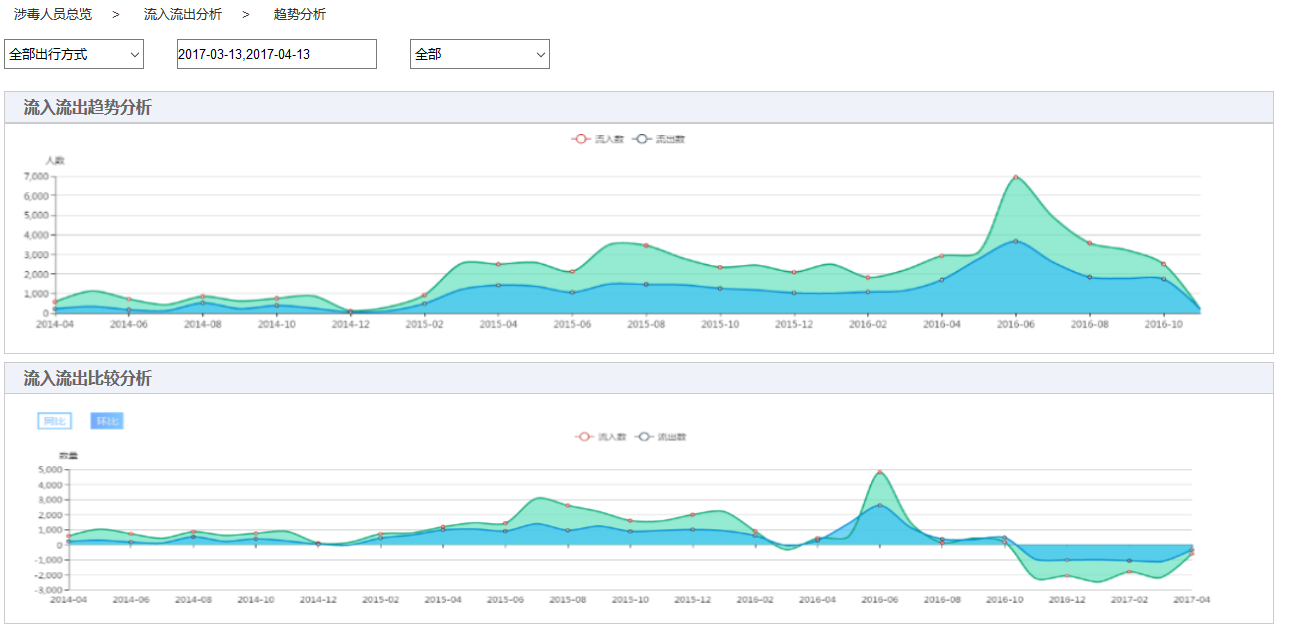 涉毒人员总览 > 流入流出分析 > 趋势分析
全部出行方式 2017-03-13,2017-04-13 全部
流入流出趋势分析
流入数 流出数
人数
7,000
6,000
5,000
4,000
3,000
2,000
1,000
0
2014-04 2014-06 2014-08 2014-10 2014-12 2015-02 2015-04 2015-06 2015-08 2015-10 2015-12 2016-02 2016-04 2016-06 2016-08 2016-10
流入流出比较分析
同比 环比
流入数 流出数
数量
5,000
4,000
3,000
2,000
1,000
0
-1,000
-2,000
-3,000
2014-04 2014-06 2014-08 2014-10 2014-12 2015-02 2015-04 2015-06 2015-08 2015-10 2015-12 2016-02 2016-04 2016-06 2016-08 2016-10 2016-12 2017-02 2017-04